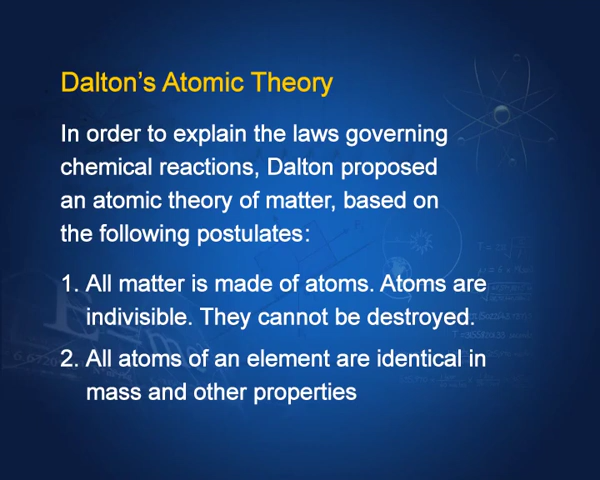 Dalton’s Atomic Theory
In order to explain the laws governing
chemical reactions, Dalton proposed
an atomic theory of matter, based on
the following postulates:
1. All matter is made of atoms. Atoms are
indivisible. They cannot be destroyed.
2. All atoms of an element are identical in
mass and other properties